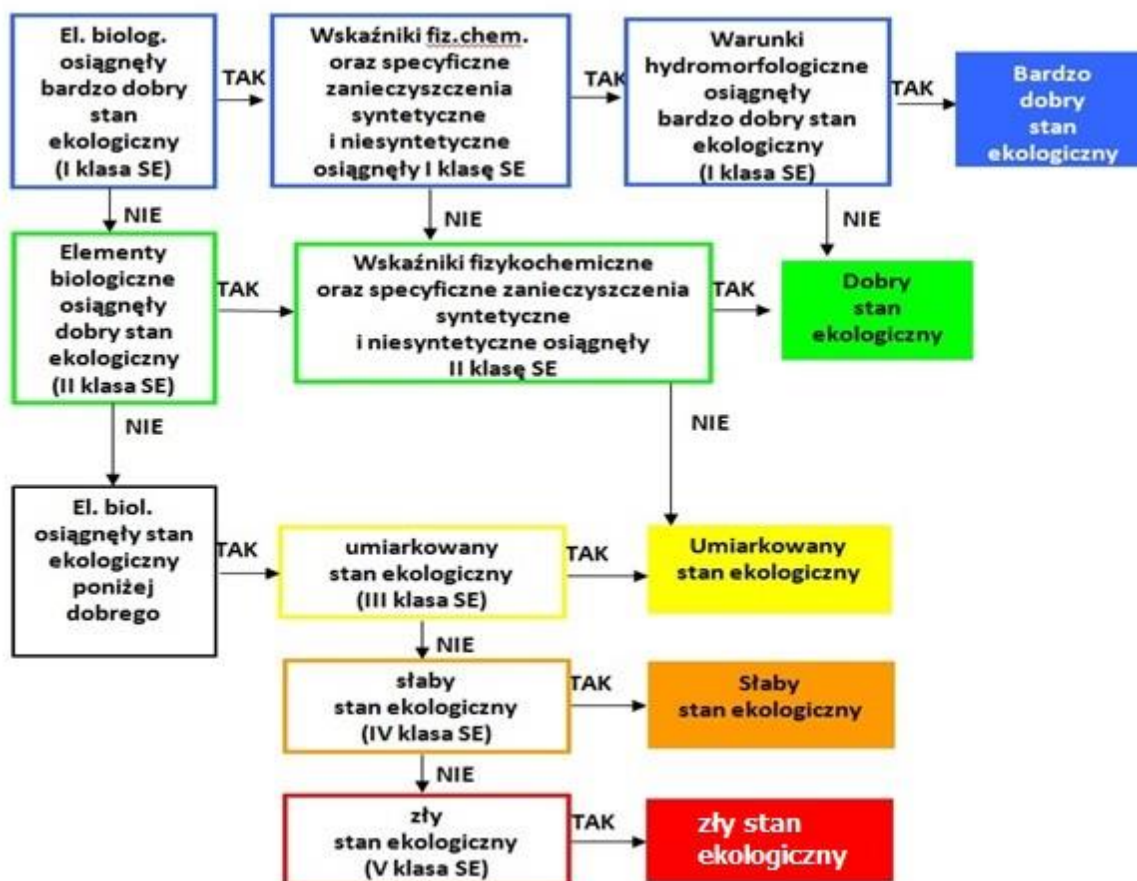 El. biolog.
osiągnęły
bardzo dobry
stan
ekologiczny
(I klasa SE)
TAK
Wskaźniki fiz.chem.
oraz specyficzne
zanieczyszczenia
syntetyczne
i niesyntetyczne
osiągnęły I klasę SE
TAK
Warunki
hydromorfologiczne
osiągnęły
bardzo dobry stan
ekologiczny
(I klasa SE)
TAK
Bardzo
dobry
stan
ekologiczny
NIE
NIE
NIE
Elementy
biologiczne
osiągnęły
dobry stan
ekologiczny
(II klasa SE)
TAK
Wskaźniki fizykochemiczne
oraz specyficzne zanieczyszczenia
syntetyczne
i niesyntetyczne osiągnęły
II klasę SE
TAK
Dobry
stan
ekologiczny
NIE
NIE
El. biol.
osiągnęły stan
ekologiczny
poniżej
dobrego
TAK
umiarkowany
stan ekologiczny
(III klasa SE)
TAK
Umiarkowany
stan ekologiczny
NIE
słaby
stan ekologiczny
(IV klasa SE)
TAK
Słaby
stan ekologiczny
NIE
zły
stan ekologiczny
(V klasa SE)
TAK
zły stan
ekologiczny